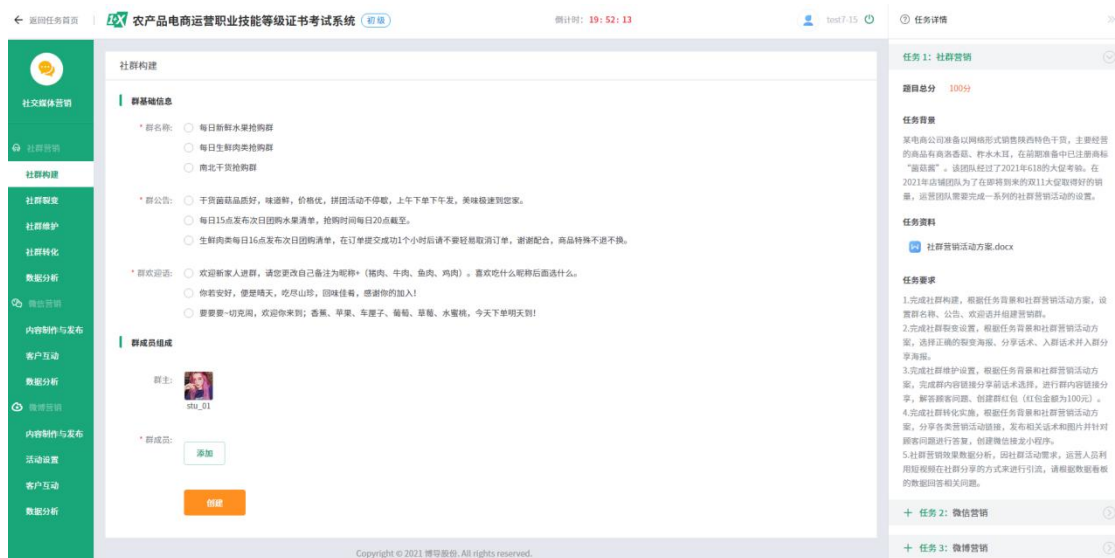 返回任务首页
1+X 农产品电商运营职业技能等级证书考试系统 初级
倒计时: 19:52:13
test7-15
任务详情
社交媒体营销
社群营销
社群构建
社群裂变
社群维护
社群转化
数据分析
微信营销
内容制作与发布
客户互动
数据分析
微博营销
内容制作与发布
活动设置
客户互动
数据分析
社群构建
群基础信息
* 群名称: 每日新鲜水果抢购群
每日生鲜肉类抢购群
南北干货抢购群
* 群公告: 干货菌菇品质好，味道鲜，价格优，拼团活动不停歇，上午下单下午发，美味极速到您家。
每日15点发布次日团购水果清单，抢购时间每日20点截至。
生鲜肉类每日16点发布次日团购清单，在订单提交成功1个小时后请不要轻易取消订单，谢谢配合，商品特殊不退不换。
* 群欢迎语: 欢迎新家人进群，请您更改自己备注为昵称+（猪肉、牛肉、鱼肉、鸡肉）。喜欢吃什么昵称后面选什么。
你若安好，便是晴天，吃尽山珍，回味佳肴，感谢你的加入！
要要要~切克闹，欢迎你来到；香蕉、苹果、车厘子、葡萄、草莓、水蜜桃，今天下单明天到！
群成员组成
群主:
stu_01
* 群成员:
添加
创建
Copyright © 2021 博导股份. All rights reserved.
任务 1：社群营销
题目总分 100分
任务背景
某电商公司准备以网络形式销售陕西特色干货，主要经营
的商品有商洛香菇、柞水木耳，在前期准备中已注册商标
“菌菇酱”。该团队经过了2021年618的大促考验。在
2021年店铺团队为了在即将到来的双11大促取得好的销
量，运营团队需要完成一系列的社群营销活动的设置。
任务资料
社群营销活动方案.docx
任务要求
1.完成社群构建，根据任务背景和社群营销活动方案，设
置群名称、公告、欢迎语并组建营销群。
2.完成社群裂变设置，根据任务背景和社群营销活动方
案，选择正确的裂变海报、分享话术、入群话术并入群分
享海报。
3.完成社群维护设置，根据任务背景和社群营销活动方
案，完成群内容链接分享前话术选择，进行群内容链接分
享，解答顾客问题、创建群红包（红包金额为100元）。
4.完成社群转化实施，根据任务背景和社群营销活动方
案，分享各类营销活动链接，发布相关话术和图片并针对
顾客问题进行答复，创建微信接龙小程序。
5.社群营销效果数据分析，因社群活动需求，运营人员利
用短视频在社群分享的方式来进行引流，请根据数据看板
的数据回答相关问题。
任务 2：微信营销
任务 3：微博营销